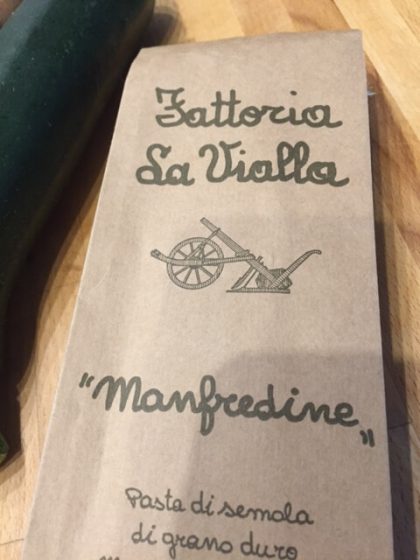 Fattoria
La Vialla
"Manfredine"
Pasta di semola
di grano duro